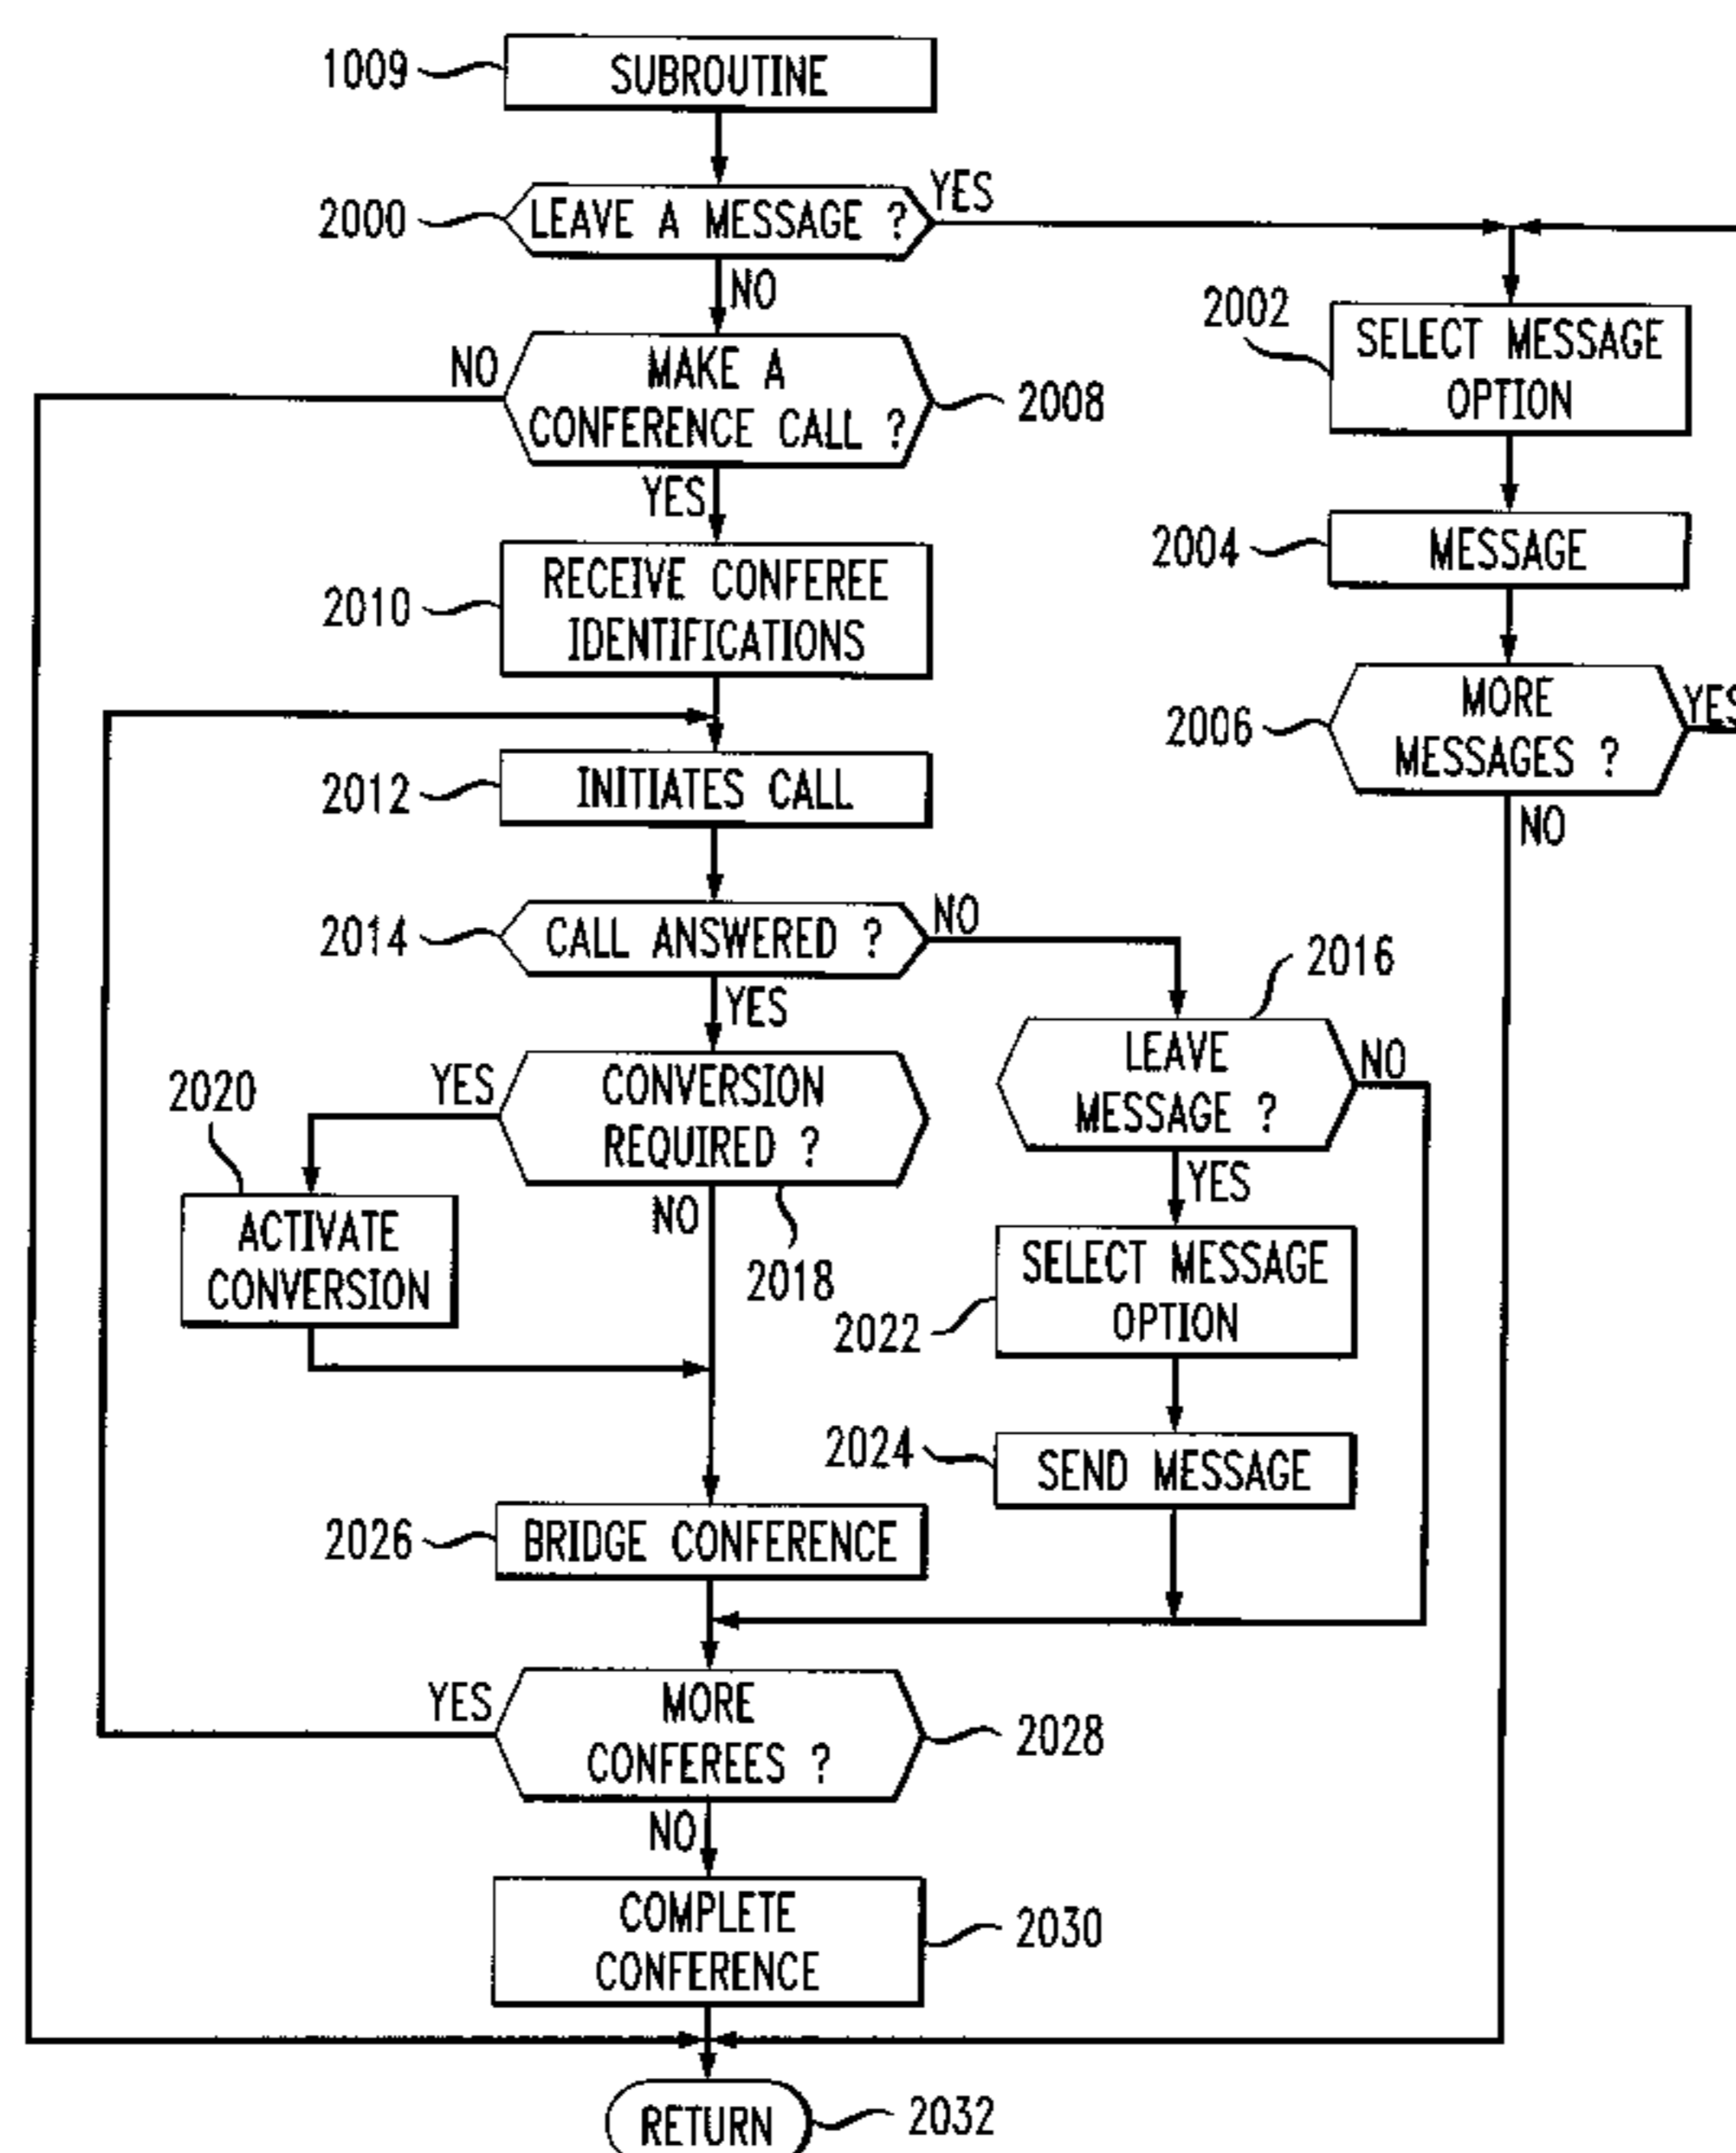 1009
SUBROUTINE
2000
LEAVE A MESSAGE ?
YES
NO
NO
MAKE A
CONFERENCE CALL ?
2008
YES
2002
SELECT MESSAGE
OPTION
2004
MESSAGE
2006
MORE
MESSAGES ?
YES
NO
2010
RECEIVE CONFEREE
IDENTIFICATIONS
2012
INITIATES CALL
2014
CALL ANSWERED ?
NO
YES
2016
LEAVE
MESSAGE ?
NO
YES
YES
CONVERSION
REQUIRED ?
NO
2018
2020
ACTIVATE
CONVERSION
2022
SELECT MESSAGE
OPTION
2024
SEND MESSAGE
2026
BRIDGE CONFERENCE
YES
MORE
CONFEREES ?
2028
NO
COMPLETE
CONFERENCE
2030
RETURN
2032